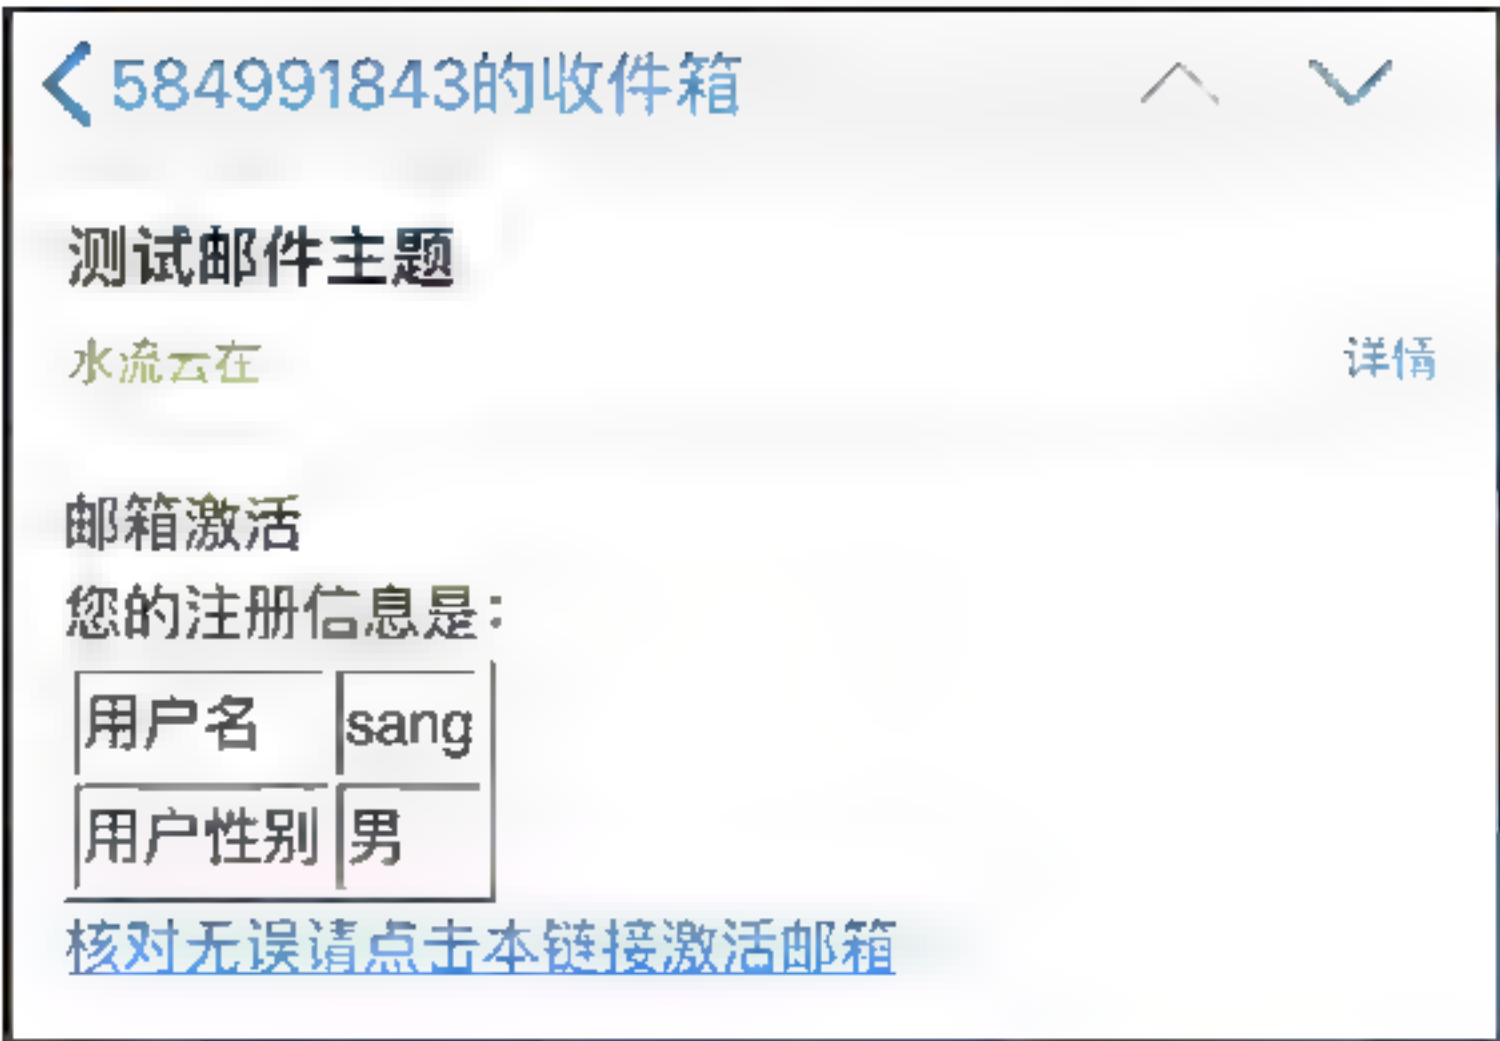 584991843的收件箱
测试邮件主题
水流云在 详情
邮箱激活
您的注册信息是：
用户名 sang
用户性别 男
核对无误请点击本链接激活邮箱